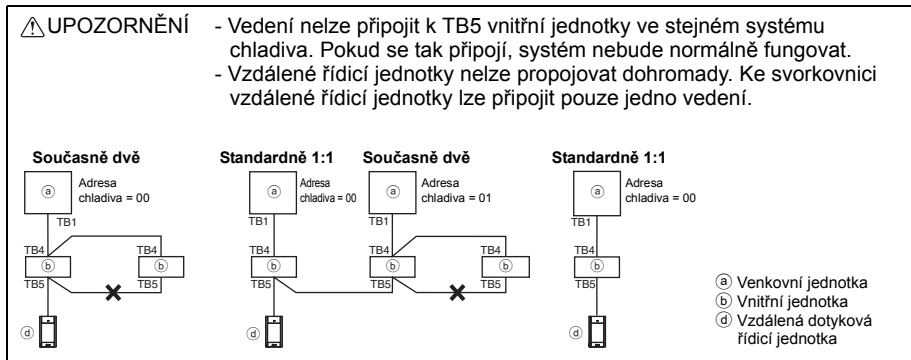 ⚠UPOZORNĚNÍ - Vedení nelze připojit k TB5 vnitřní jednotky ve stejném systému
chladiva. Pokud se tak připojí, systém nebude normálně fungovat.
- Vzdálené řídicí jednotky nelze propojovat dohromady. Ke svorkovnici
vzdálené řídicí jednotky lze připojit pouze jedno vedení.
Současně dvě
ⓐ
Adresa
chladiva = 00
TB1
TB4 TB4
ⓑ ⓑ
TB5 TB5
ⓓ
Standardně 1:1
ⓐ
Adresa
chladiva = 00
TB1
TB4
ⓑ
TB5
ⓓ
Současně dvě
ⓐ
Adresa
chladiva = 01
TB1
TB4 TB4
ⓑ ⓑ
TB5 TB5
Standardně 1:1
ⓐ
Adresa
chladiva = 00
TB1
TB4
ⓑ
TB5
ⓓ
ⓐ Venkovní jednotka
ⓑ Vnitřní jednotka
ⓓ Vzdálená dotyková
řídicí jednotka